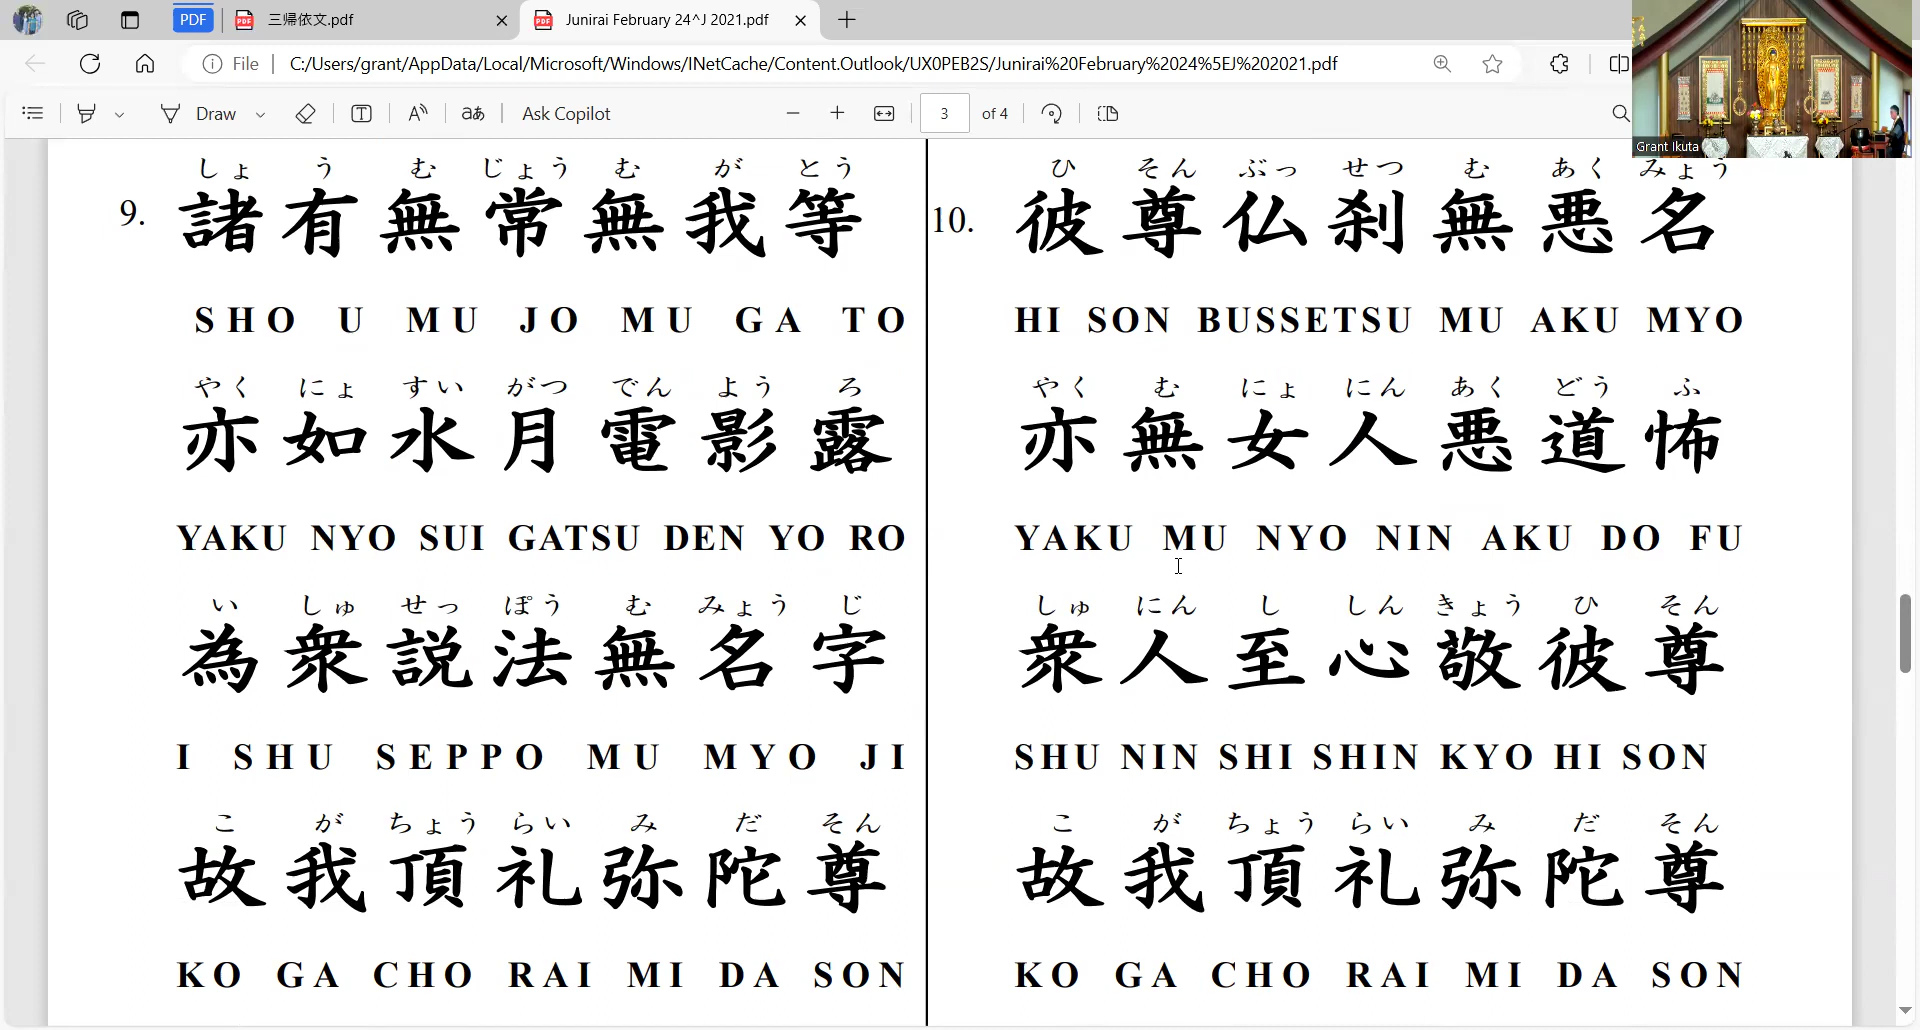 PDF
三帰依文.pdf
Junirai February 24^J 2021.pdf
File
C:/Users/grant/AppData/Local/Microsoft/Windows/INetCache/Content.Outlook/UX0PEB2S/Junirai%20February%2024%5EJ%202021.pdf
Draw
aあ
Ask Copilot
3 of 4
Grant Ikuta
9.
しょ う む じょう む が とう
諸有無常無我等
SHO U MU JO MU GA TO
やく にょ すい がつ でん よう ろ
亦如水月電影露
YAKU NYO SUI GATSU DEN YO RO
い しゅ せっ ぽう む みょう じ
為衆説法無名字
I SHU SEPPO MU MYO JI
こ が ちょう らい み だ そん
故我頂礼弥陀尊
KO GA CHO RAI MI DA SON
10.
ひ そん ぶっ せつ む あく みょう
彼尊仏刹無悪名
HI SON BUSSETSU MU AKU MYO
やく む にょ にん あく どう ふ
亦無女人悪道怖
YAKU MU NYO NIN AKU DO FU
しゅ にん し しん きょう ひ そん
衆人至心敬彼尊
SHU NIN SHI SHIN KYO HI SON
こ が ちょう らい み だ そん
故我頂礼弥陀尊
KO GA CHO RAI MI DA SON